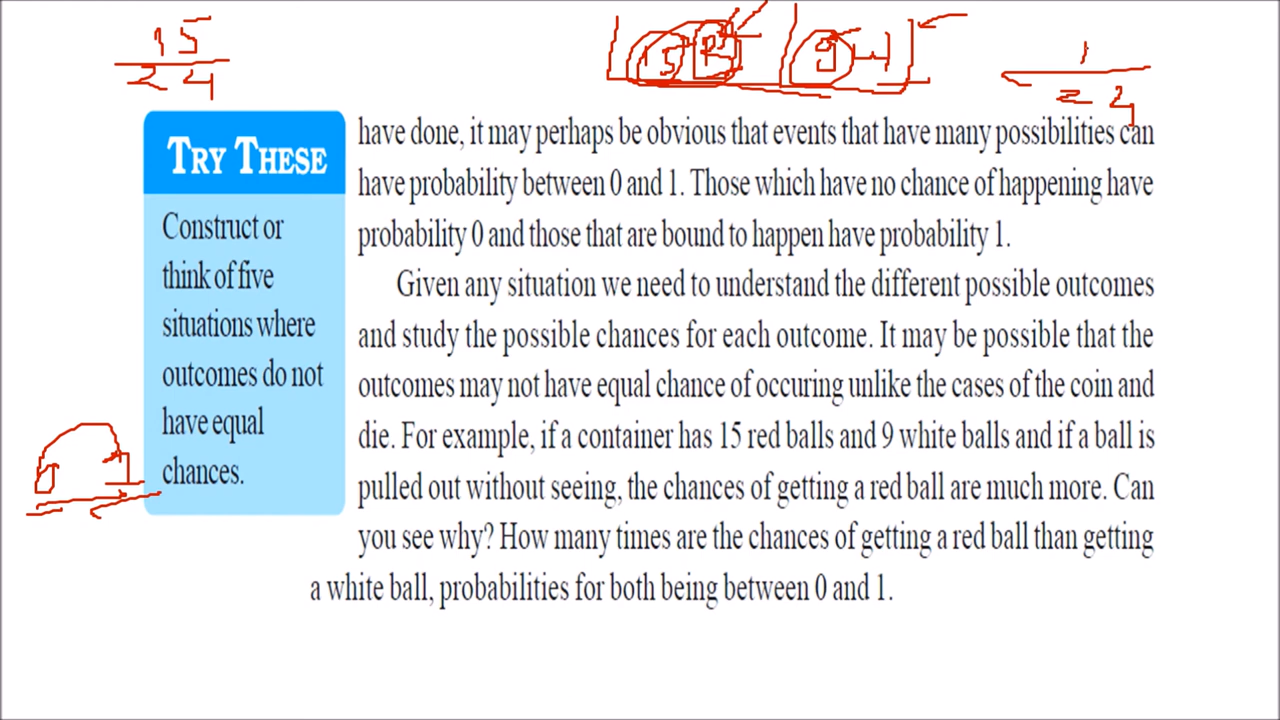 15
24
15 R 9 W
1
24
TRY THESE
Construct or
think of five
situations where
outcomes do not
have equal
chances.
0 1
have done, it may perhaps be obvious that events that have many possibilities can
have probability between 0 and 1. Those which have no chance of happening have
probability 0 and those that are bound to happen have probability 1.
Given any situation we need to understand the different possible outcomes
and study the possible chances for each outcome. It may be possible that the
outcomes may not have equal chance of occuring unlike the cases of the coin and
die. For example, if a container has 15 red balls and 9 white balls and if a ball is
pulled out without seeing, the chances of getting a red ball are much more. Can
you see why? How many times are the chances of getting a red ball than getting
a white ball, probabilities for both being between 0 and 1.